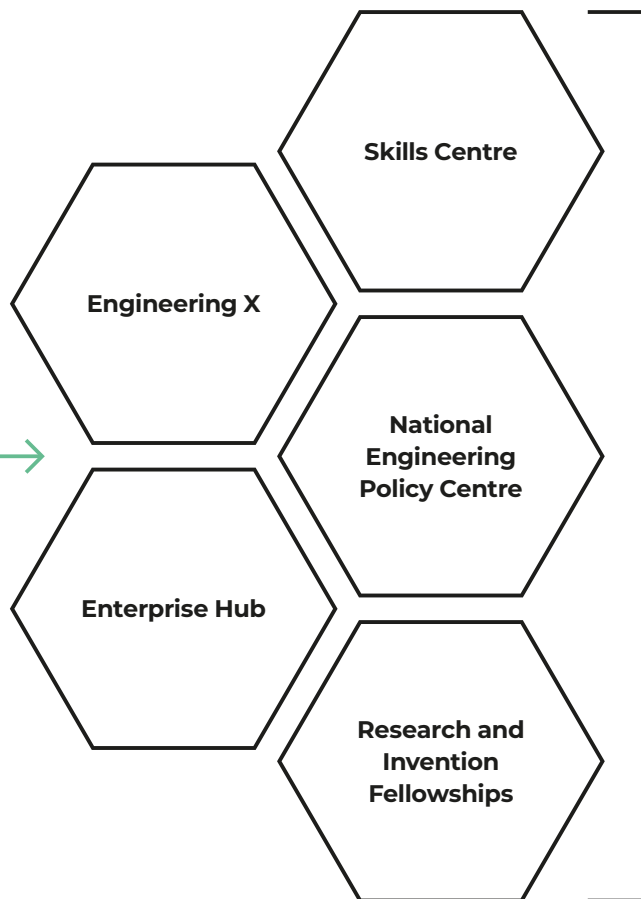 Skills Centre
Engineering X
National
Engineering
Policy Centre
Enterprise Hub
Research and
Invention
Fellowships